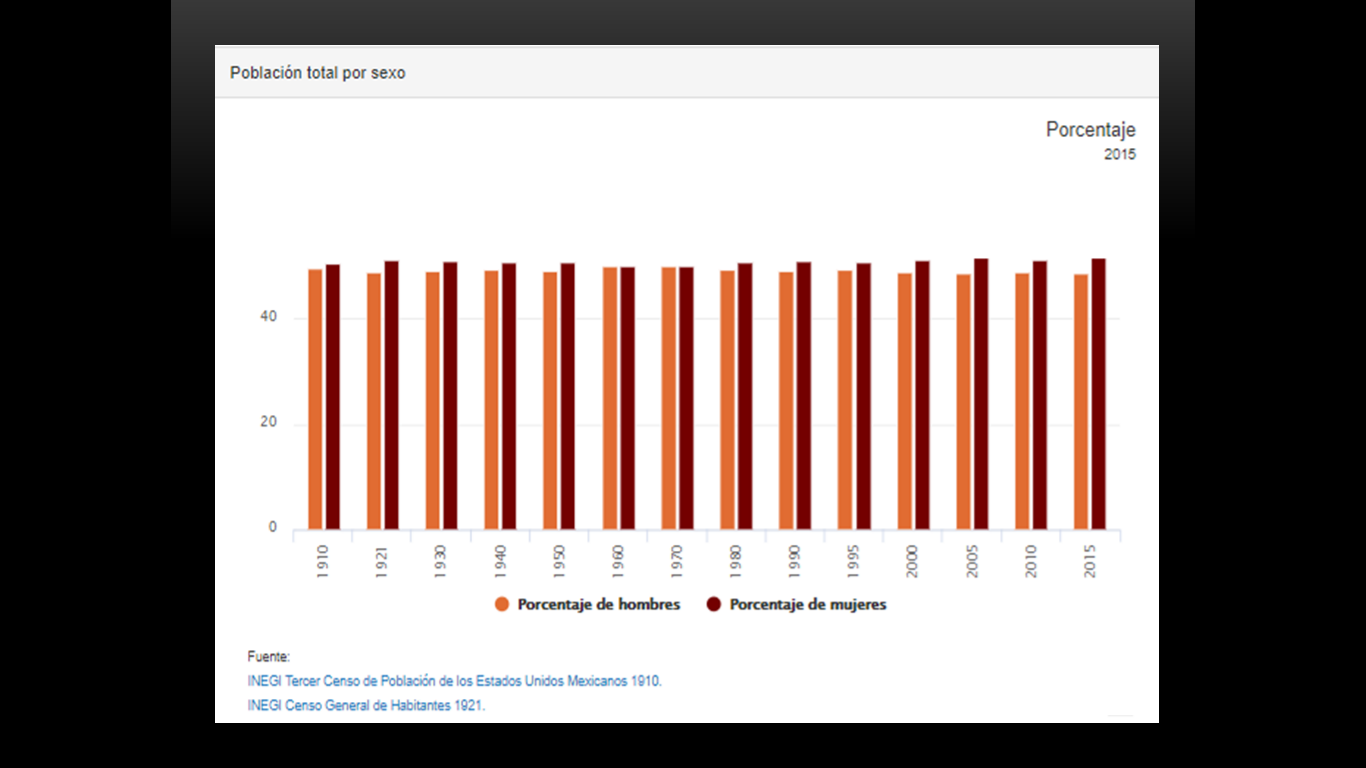 Población total por sexo
Porcentaje
2015
40
20
0
1910 1921 1930 1940 1950 1960 1970 1980 1990 1995 2000 2005 2010 2015
Porcentaje de hombres Porcentaje de mujeres
Fuente:
INEGI Tercer Censo de Población de los Estados Unidos Mexicanos 1910.
INEGI Censo General de Habitantes 1921.